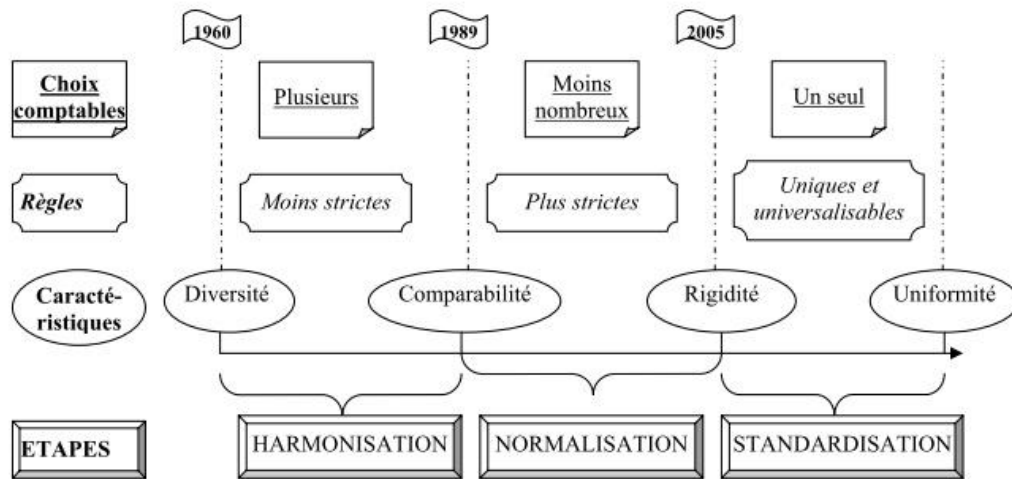 1960
1989
2005
Choix
comptables
Plusieurs
Moins
nombreux
Un seul
Règles
Moins strictes
Plus strictes
Uniques et
universalisables
Caracté-
ristiques
Diversité
Comparabilité
Rigidité
Uniformité
ETAPES
HARMONISATION
NORMALISATION
STANDARDISATION